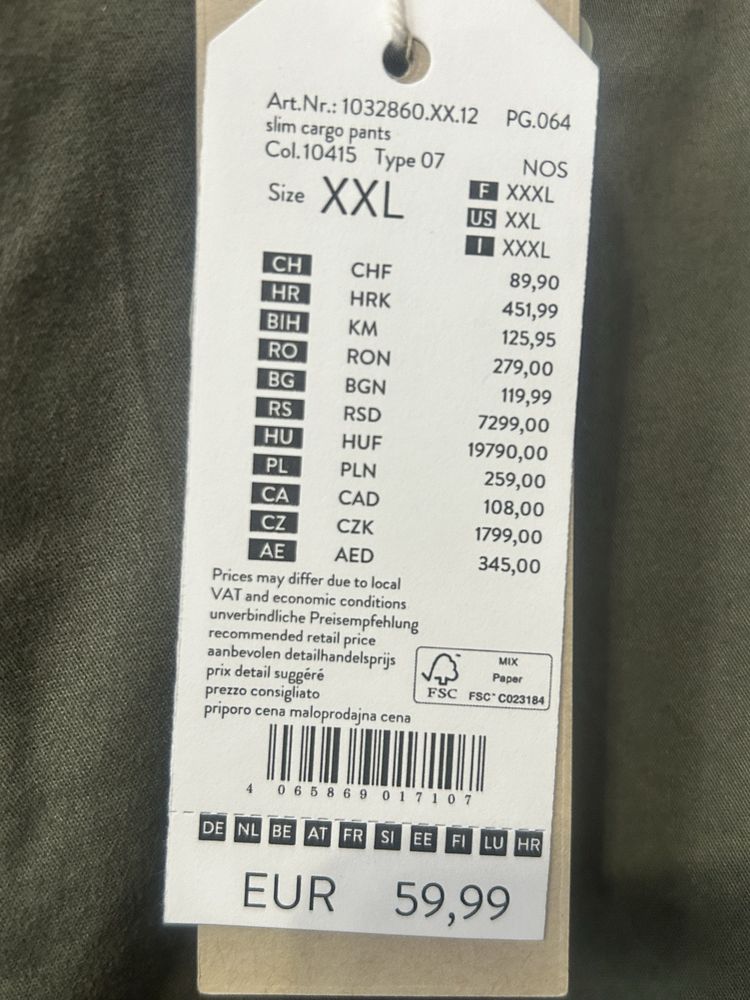 Art.Nr.: 1032860.XX.12 PG.064
slim cargo pants
Col.10415 Type 07 NOS
Size XXL
F XXXL
US XXL
I XXXL
CH CHF 89,90
HR HRK 451,99
BIH KM 125,95
RO RON 279,00
BG BGN 119,99
RS RSD 7299,00
HU HUF 19790,00
PL PLN 259,00
CA CAD 108,00
CZ CZK 1799,00
AE AED 345,00
Prices may differ due to local
VAT and economic conditions
unverbindliche Preisempfehlung
recommended retail price
aanbevolen detailhandelsprijs
prix detail suggéré
prezzo consigliato
priporo cena maloprodajna cena
FSC
MIX
Paper
FSC™ C023184
4 065869 017107
DE NL BE AT FR SI EE FI LU HR
EUR 59,99